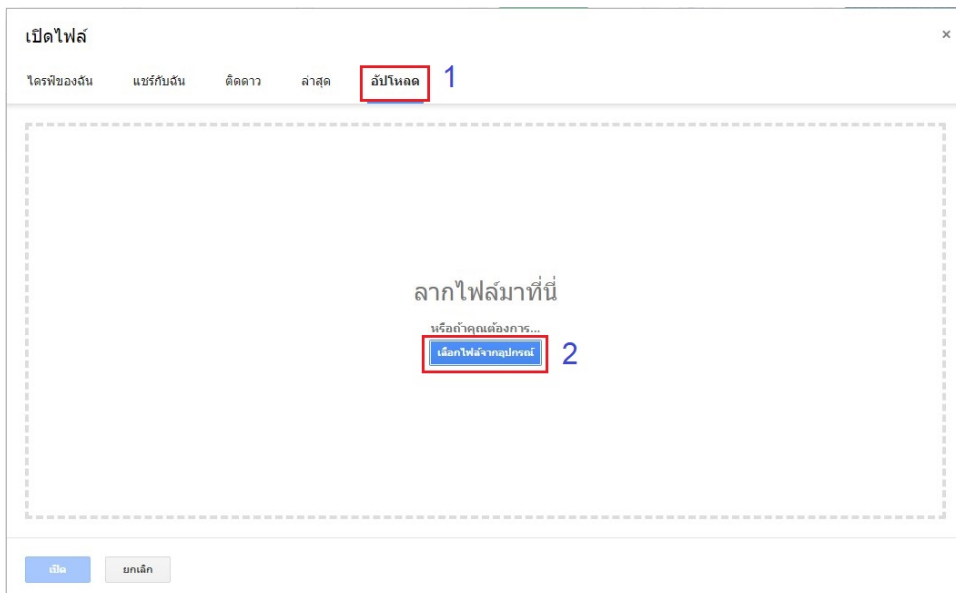 เปิดไฟล์ ×
ไดรฟ์ของฉัน แชร์กับฉัน ติดดาว ล่าสุด อัปโหลด 1
ลากไฟล์มาที่นี่
หรือถ้าคุณต้องการ...
เลือกไฟล์จากอุปกรณ์ 2
เปิด ยกเลิก